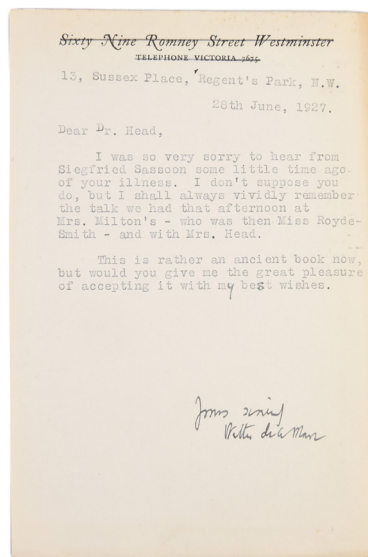 Sixty Nine Romney Street Westminster
TELEPHONE VICTORIA 7675
13, Sussex Place, Regent's Park, N.W.
28th June, 1927.
Dear Dr. Head,
I was so very sorry to hear from
Siegfried Sassoon some little time ago
of your illness. I don't suppose you
do, but I shall always vividly remember
the talk we had that afternoon at
Mrs. Milton's - who was then Miss Royde-
Smith - and with Mrs. Head.
This is rather an ancient book now,
but would you give me the great pleasure
of accepting it with my best wishes.
Yours
Walter de la Mare